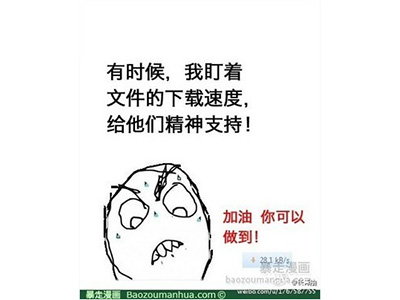 有时候，我盯着
文件的下载速度，
给他们精神支持！
加油 你可以
做到！
28.1 kB/s
暴走漫画
baozoumanhua.com
暴走漫画 Baozoumanhua.com